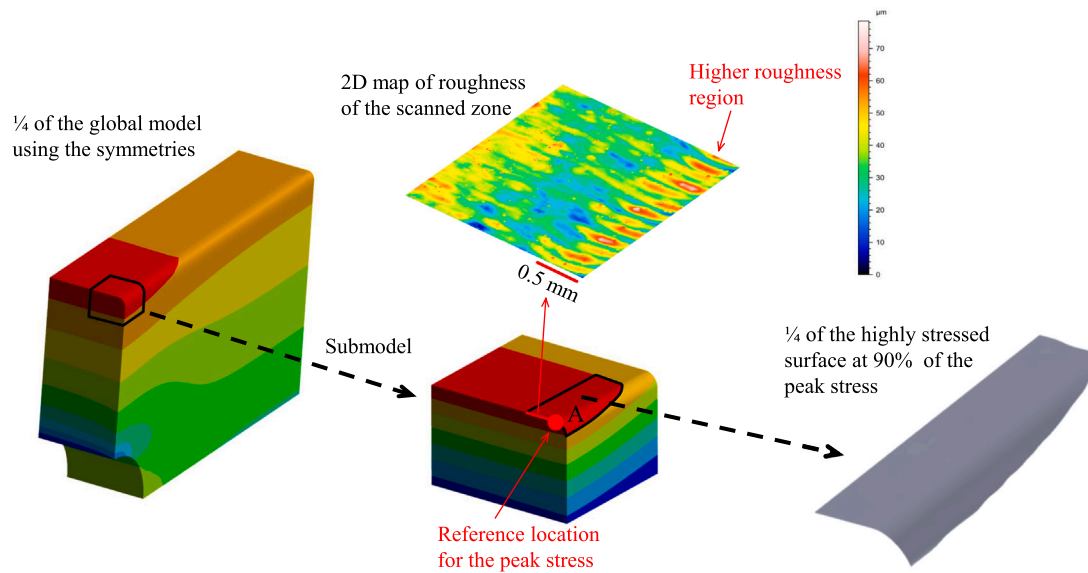 ¼ of the global model
using the symmetries
2D map of roughness
of the scanned zone
Higher roughness
region
µm
70
60
50
40
30
20
10
0
0.5 mm
Submodel
A
Reference location
for the peak stress
¼ of the highly stressed
surface at 90% of the
peak stress